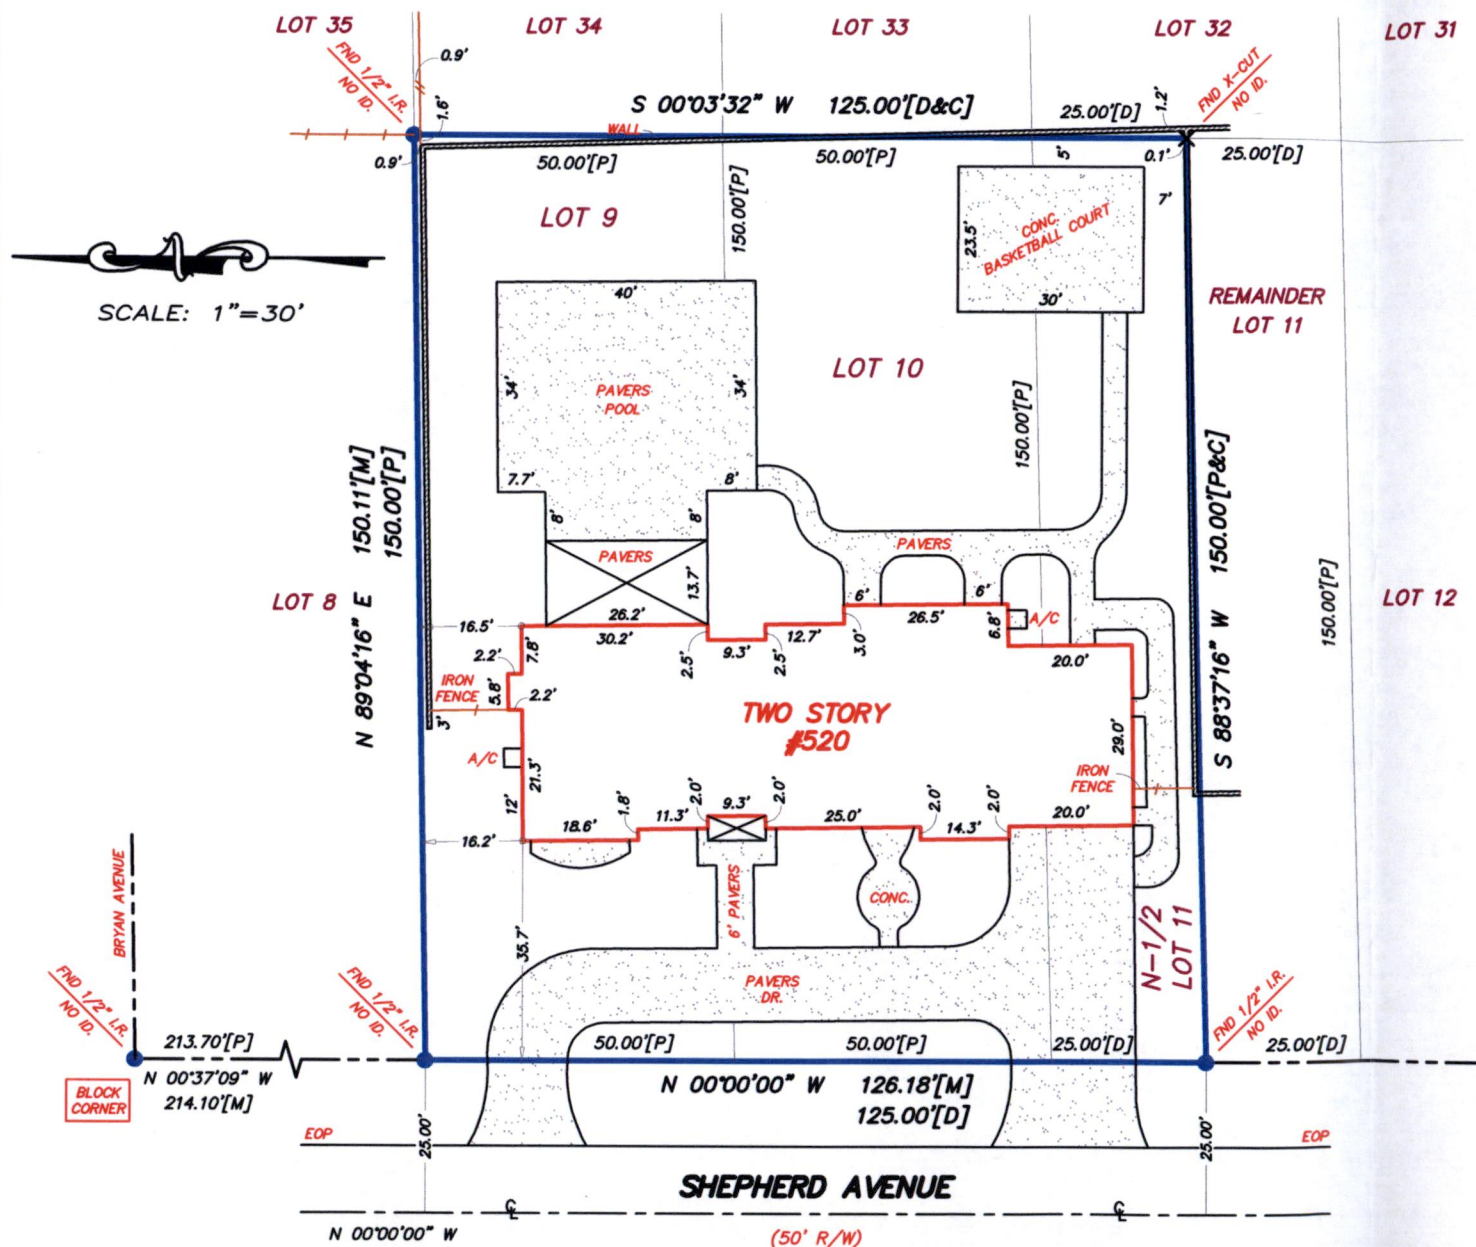 LOT 35
LOT 34
LOT 33
LOT 32
LOT 31
FND 1/2" I.R.
NO ID.
0.9'
1.6'
S 00°03'32" W 125.00'[D&C]
25.00'[D]
1.2'
FND X-CUT
NO ID.
WALL
0.9'
50.00'[P]
50.00'[P]
5'
0.1'
25.00'[D]
150.00'[P]
7'
LOT 9
CONC.
BASKETBALL COURT
23.5'
30'
SCALE: 1"=30'
40'
REMAINDER
LOT 11
34'
PAVERS
POOL
34'
LOT 10
150.00'[P]
7.7'
8'
8'
8'
N 89°04'16" E 150.11'[M]
150.00'[P]
S 88°37'16" W 150.00'[P&C]
150.00'[P]
PAVERS
13.7'
26.2'
PAVERS
LOT 8
LOT 12
6'
6'
26.5'
6.8'
A/C
16.5'
7.8'
30.2'
2.5'
9.3'
2.5'
12.7'
3.0'
20.0'
2.2'
IRON
FENCE
5.8'
2.2'
3'
TWO STORY
#520
29.0'
A/C
21.3'
12'
IRON
FENCE
18.6'
1.8'
11.3'
2.0'
9.3'
2.0'
25.0'
2.0'
14.3'
2.0'
20.0'
16.2'
35.7'
6' PAVERS
CONC.
N-1/2
LOT 11
BRYAN AVENUE
FND 1/2" I.R.
NO ID.
FND 1/2" I.R.
NO ID.
PAVERS
DR.
FND 1/2" I.R.
NO ID.
213.70'[P]
N 00°37'09" W
214.10'[M]
BLOCK
CORNER
50.00'[P]
50.00'[P]
25.00'[D]
25.00'[D]
N 00°00'00" W 126.18'[M]
125.00'[D]
EOP
25.00'
25.00'
EOP
SHEPHERD AVENUE
N 00°00'00" W
(50' R/W)